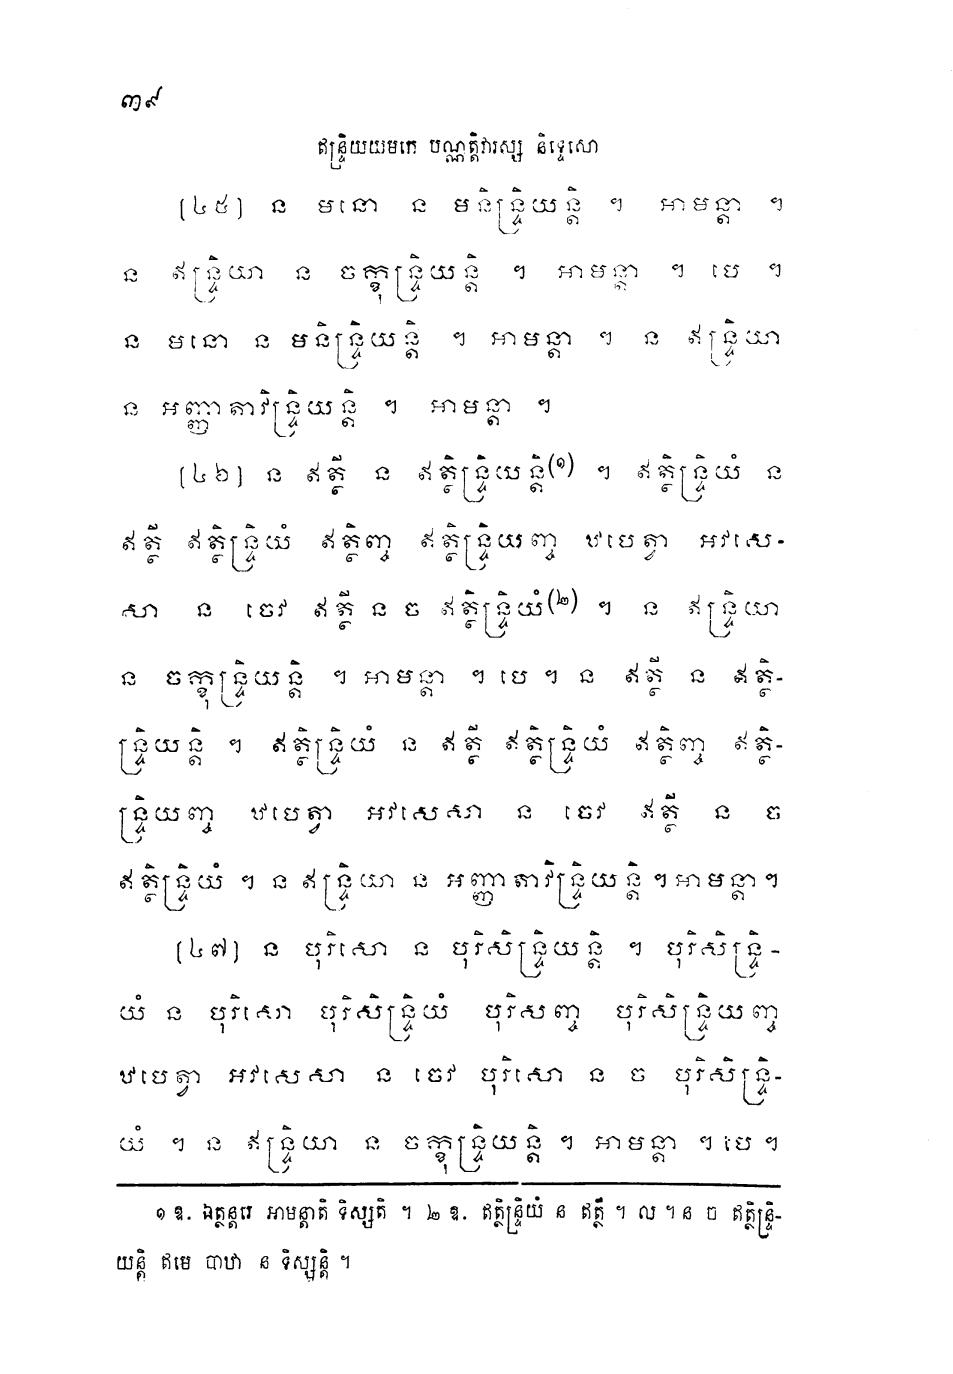 ៣៩
ឥន្ទ្រិយយមកេ បណ្ណត្តិវារស្ស និទ្ទេសោ
[៤៥] ន មនោ ន មនិន្ទ្រិយន្តិ ។ អាមន្តា ។
ន ឥន្ទ្រិយា ន ចក្ខុន្ទ្រិយន្តិ ។ អាមន្តា ។ បេ ។
ន មនោ ន មនិន្ទ្រិយន្តិ ។ អាមន្តា ។ ន ឥន្ទ្រិយា
ន អញ្ញាតាវិន្ទ្រិយន្តិ ។ អាមន្តា ។
[៤៦] ន ឥត្ថី ន ឥត្ថិន្ទ្រិយន្តិ(១) ។ ឥត្ថិន្ទ្រិយំ ន
ឥត្ថី ឥត្ថិន្ទ្រិយំ ឥត្ថិញ្ច ឥត្ថិន្ទ្រិយញ្ច ឋបេត្វា អវសេ-
សា ន ចេវ ឥត្ថី ន ច ឥត្ថិន្ទ្រិយំ(២) ។ ន ឥន្ទ្រិយា
ន ចក្ខុន្ទ្រិយន្តិ ។ អាមន្តា ។ បេ ។ ន ឥត្ថី ន ឥត្ថិ-
ន្ទ្រិយន្តិ ។ ឥត្ថិន្ទ្រិយំ ន ឥត្ថី ឥត្ថិន្ទ្រិយំ ឥត្ថិញ្ច ឥត្ថិ-
ន្ទ្រិយញ្ច ឋបេត្វា អវសេសា ន ចេវ ឥត្ថី ន ច
ឥត្ថិន្ទ្រិយំ ។ ន ឥន្ទ្រិយា ន អញ្ញាតាវិន្ទ្រិយន្តិ ។ អាមន្តា ។
[៤៧] ន បុរិសោ ន បុរិសិន្ទ្រិយន្តិ ។ បុរិសិន្ទ្រិ-
យំ ន បុរិសោ បុរិសិន្ទ្រិយំ បុរិសញ្ច បុរិសិន្ទ្រិយញ្ច
ឋបេត្វា អវសេសា ន ចេវ បុរិសោ ន ច បុរិសិន្ទ្រិ-
យំ ។ ន ឥន្ទ្រិយា ន ចក្ខុន្ទ្រិយន្តិ ។ អាមន្តា ។ បេ ។
១ ឧ. ឯត្ថន្តរេ អាមន្តាតិ ទិស្សតិ ។ ២ ឧ. ឥត្ថិន្ទ្រិយំ ន ឥត្ថី ។ ល ។ ន ច ឥត្ថិន្ទ្រិ-
យន្តិ ឥមេ បាឋា ន ទិស្សន្តិ ។